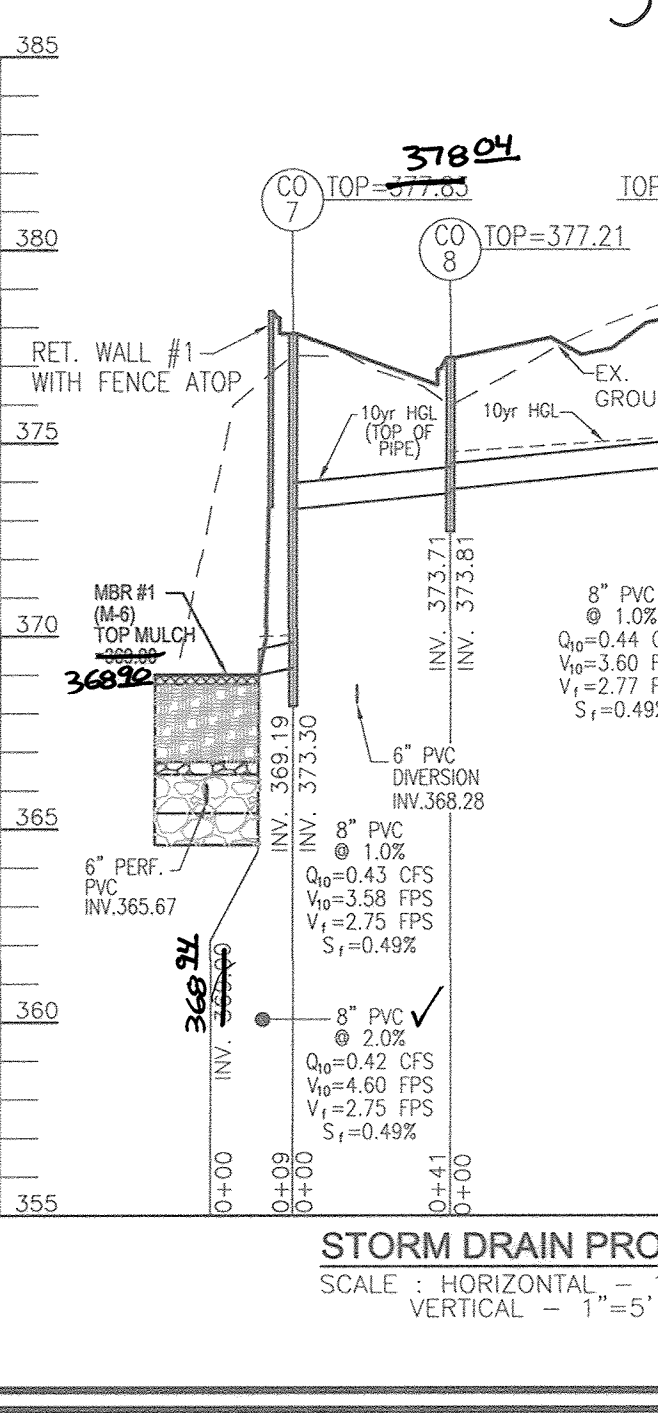 385
378 04
CO 7
TOP=377.83
TOP
380
CO 8
TOP=377.21
RET. WALL #1
WITH FENCE ATOP
EX.
GROU
375
10yr HGL
(TOP OF
PIPE)
10yr HGL
INV. 373.71
INV. 373.81
MBR #1
(M-6)
TOP MULCH
369.00
368 90
370
8" PVC
@ 1.0%
Q10=0.44 C
V10=3.60 F
Vf=2.77 F
Sf=0.49%
INV. 369.19
INV. 373.30
6" PVC
DIVERSION
INV.368.28
365
8" PVC
@ 1.0%
Q10=0.43 CFS
V10=3.58 FPS
Vf=2.75 FPS
Sf=0.49%
6" PERF.
PVC
INV.365.67
368 94
INV. 369.00
360
8" PVC ✓
@ 2.0%
Q10=0.42 CFS
V10=4.60 FPS
Vf=2.75 FPS
Sf=0.49%
0+00
0+09
0+00
0+41
0+00
355
STORM DRAIN PRO
SCALE : HORIZONTAL – 1
VERTICAL – 1"=5'